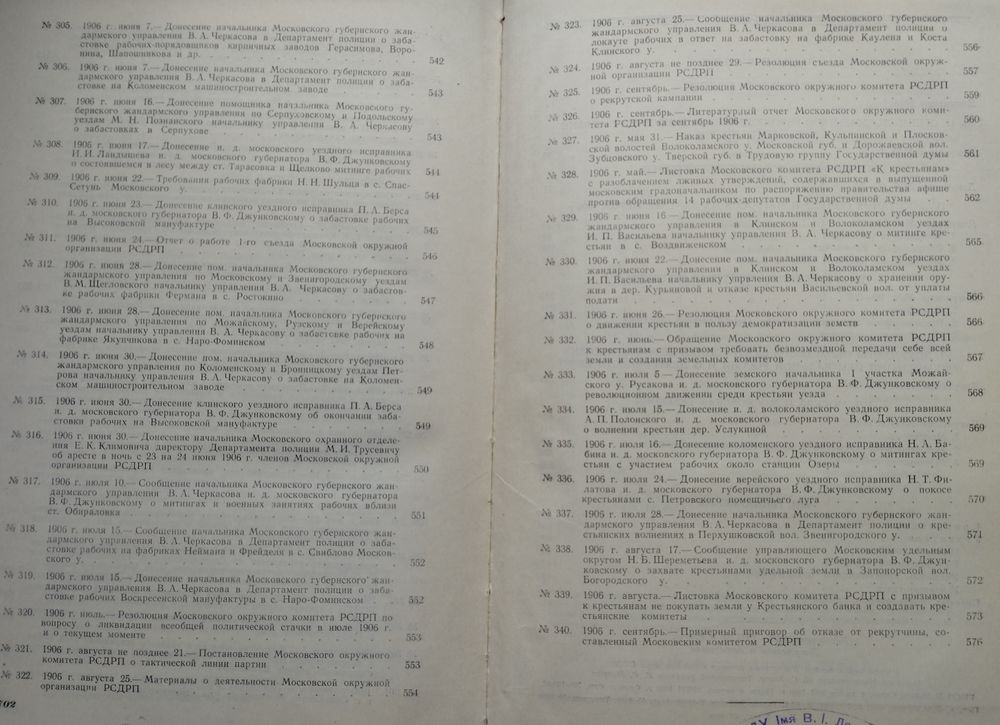 № 305. 1906 г. июня 7.— Донесение начальника Московского губернского жан-
дармского управления В. А. Черкасова в Департамент полиции о заба-
стовке рабочих-порядовщиков кирпичных заводов Герасимова, Воро-
нина, Шапошникова и др. 542
№ 306. 1906 г. июня 7.— Донесение начальника Московского губернского жан-
дармского управления В. А. Черкасова в Департамент полиции о заба-
стовке на Коломенском машиностроительном заводе 543
№ 307. 1906 г. июня 16.— Донесение помощника начальника Московского гу-
бернского жандармского управления по Серпуховскому и Подольскому
уездам М. Н. Познанского начальнику управления В. А. Черкасову
о забастовках в Серпухове 543
№ 308. 1906 г. июня 17.— Донесение и. д. московского уездного исправника
И. И. Ландышева и. д. московского губернатора В. Ф. Джунковскому
о состоявшемся в лесу между ст. Тарасовка и Щелково митинге рабочих 544
№ 309. 1906 г. июня 22.— Требования рабочих фабрики Н. Н. Шульца в с. Спас-
Сетунь Московского у. 544
№ 310. 1906 г. июня 23.— Донесение клинского уездного исправника П. А. Берса
и. д. московского губернатора В. Ф. Джунковскому о забастовке рабочих
на Высоковской мануфактуре 545
№ 311. 1906 г. июня 24.— Отчет о работе 1-го съезда Московской окружной
организации РСДРП 546
№ 312. 1906 г. июня 28.— Донесение пом. начальника Московского губернского
жандармского управления по Московскому и Звенигородскому уездам
В. М. Щегловского начальнику управления В. А. Черкасову о забастов-
ке рабочих фабрики Фермана в с. Ростокино 547
№ 313. 1906 г. июня 28.— Донесение пом. начальника Московского губернского
жандармского управления по Можайскому, Рузскому и Верейскому
уездам начальнику управления В. А. Черкасову о забастовке рабочих на
фабрике Якунчикова в с. Наро-Фоминском 548
№ 314. 1906 г. июня 30.— Донесение пом. начальника Московского губернского
жандармского управления по Коломенскому и Бронницкому уездам Пет-
рова начальнику управления В. А. Черкасову о забастовке на Коломен-
ском машиностроительном заводе 549
№ 315. 1906 г. июня 30.— Донесение клинского уездного исправника П. А. Берса
и. д. московского губернатора В. Ф. Джунковскому об окончании заба-
стовки рабочих на Высоковской мануфактуре 549
№ 316. 1906 г. июня 30.— Донесение начальника Московского охранного отделе-
ния Е. К. Климовича директору Департамента полиции М. И. Трусевичу
об аресте в ночь с 23 на 24 июня 1906 г. членов Московской окружной
организации РСДРП 550
№ 317. 1906 г. июля 10.— Сообщение начальника Московского губернского жан-
дармского управления В. А. Черкасова и. д. московского губернатора
В. Ф. Джунковскому о митингах и военных занятиях рабочих вблизи
ст. Обираловка 551
№ 318. 1906 г. июля 15.— Сообщение начальника Московского губернского жан-
дармского управления В. А. Черкасова в Департамент полиции о заба-
стовке рабочих на фабриках Неймана и Фрейделя в с. Свиблово Москов-
ского у. 552
№ 319. 1906 г. июля 15.— Донесение начальника Московского губернского жан-
дармского управления В. А. Черкасова в Департамент полиции о заба-
стовке рабочих Воскресенской мануфактуры в с. Наро-Фоминском 552
№ 320. 1906 г. июль.— Резолюция Московского окружного комитета РСДРП по
вопросу о ликвидации всеобщей политической стачки в июле 1906 г.
и о текущем моменте 553
№ 321. 1906 г. августа не позднее 21.— Постановление Московского окружного
комитета РСДРП о тактической линии партии 553
№ 322. 1906 г. августа 25.— Материалы о деятельности Московской окружной
организации РСДРП 554
702
№ 323. 1906 г. августа 25.— Сообщение начальника Московского губернского
жандармского управления В. А. Черкасова в Департамент полиции о
локауте рабочих в ответ на забастовку на фабрике Каулена и Коста
Клинского у. 556
№ 324. 1906 г. августа не позднее 29.— Резолюция съезда Московской окруж-
ной организации РСДРП 557
№ 325. 1906 г. сентябрь.— Резолюция Московского окружного комитета РСДРП
о рекрутской кампании 559
№ 326. 1906 г. сентябрь.— Литературный отчет Московского окружного коми-
тета РСДРП за сентябрь 1906 г. 560
№ 327. 1906 г. мая 31.— Наказ крестьян Марковской, Кульпинской и Плосков-
ской волостей Волоколамского у. Московской губ. и Дорожаевской вол.
Зубцовского у. Тверской губ. в Трудовую группу Государственной думы 561
№ 328. 1906 г. май.— Листовка Московского комитета РСДРП «К крестьянам»
с разоблачением лживых утверждений, содержавшихся в выпущенной
московским градоначальником по распоряжению правительства афише
против обращения 14 рабочих-депутатов Государственной думы 562
№ 329. 1906 г. июня 16.— Донесение пом. начальника Московского губернского
жандармского управления в Клинском и Волоколамском уездах
И. П. Васильева начальнику управления В. А. Черкасову о митинге кре-
стьян в с. Воздвиженском 565
№ 330. 1906 г. июня 22.— Донесение пом. начальника Московского губернского
жандармского управления в Клинском и Волоколамском уездах
И. П. Васильева начальнику упрвления В. А. Черкасову о хранении ору-
жия в дер. Курьяновой и отказе крестьян Васильевской вол. от уплаты
подати 566
№ 331. 1906 г. июня 26.— Резолюция Московского окружного комитета РСДРП
о движении крестьян в пользу демократизации земств 566
№ 332. 1906 г. июнь.— Обращение Московского окружного комитета РСДРП
к крестьянам с призывом требовать безвозмездной передачи себе всей
земли и создания земельных комитетов 567
№ 333. 1906 г. июля 5 — Донесение земского начальника 1 участка Можай-
ского у. Русакова и. д. московского губернатора В. Ф. Джунковскому о
революционном движении среди крестьян уезда 568
№ 334. 1906 г. июля 15.— Донесение и. д. волоколамского уездного исправника
А. П. Полонского и. д. московского губернатора В. Ф. Джунковскому
о волнении крестьян дер. Услукиной 569
№ 335. 1906 г. июля 16.— Донесение коломенского уездного исправника Н. А. Ба-
бина и. д. московского губернатора В. Ф. Джунковскому о митингах кре-
стьян с участием рабочих около станции Озеры 569
№ 336. 1906 г. июля 24.— Донесение верейского уездного исправника Н. Т. Фи-
латова и. д. московского губернатора В. Ф. Джунковскому о покосе
крестьянами с. Петровского помещичьего луга 570
№ 337. 1906 г. июля 28.— Донесение начальника Московского губернского жан-
дармского управления В. А. Черкасова в Департамент полиции о кре-
стьянских волнениях в Перхушковской вол. Звенигородского у. 571
№ 338. 1906 г. августа 17.— Сообщение управляющего Московским удельным
округом Н. Б. Шереметьева и. д. московского губернатора В. Ф. Джун-
ковскому о захвате крестьянами удельной земли в Запонорской вол.
Богородского у. 572
№ 339. 1906 г. августа.— Листовка Московского комитета РСДРП с призывом
к крестьянам не покупать земли у Крестьянского банка и создавать кре-
стьянские комитеты 573
№ 340. 1906 г. сентябрь.— Примерный приговор об отказе от рекрутчины, со-
ставленный Московским комитетом РСДРП 576
імя В. І.